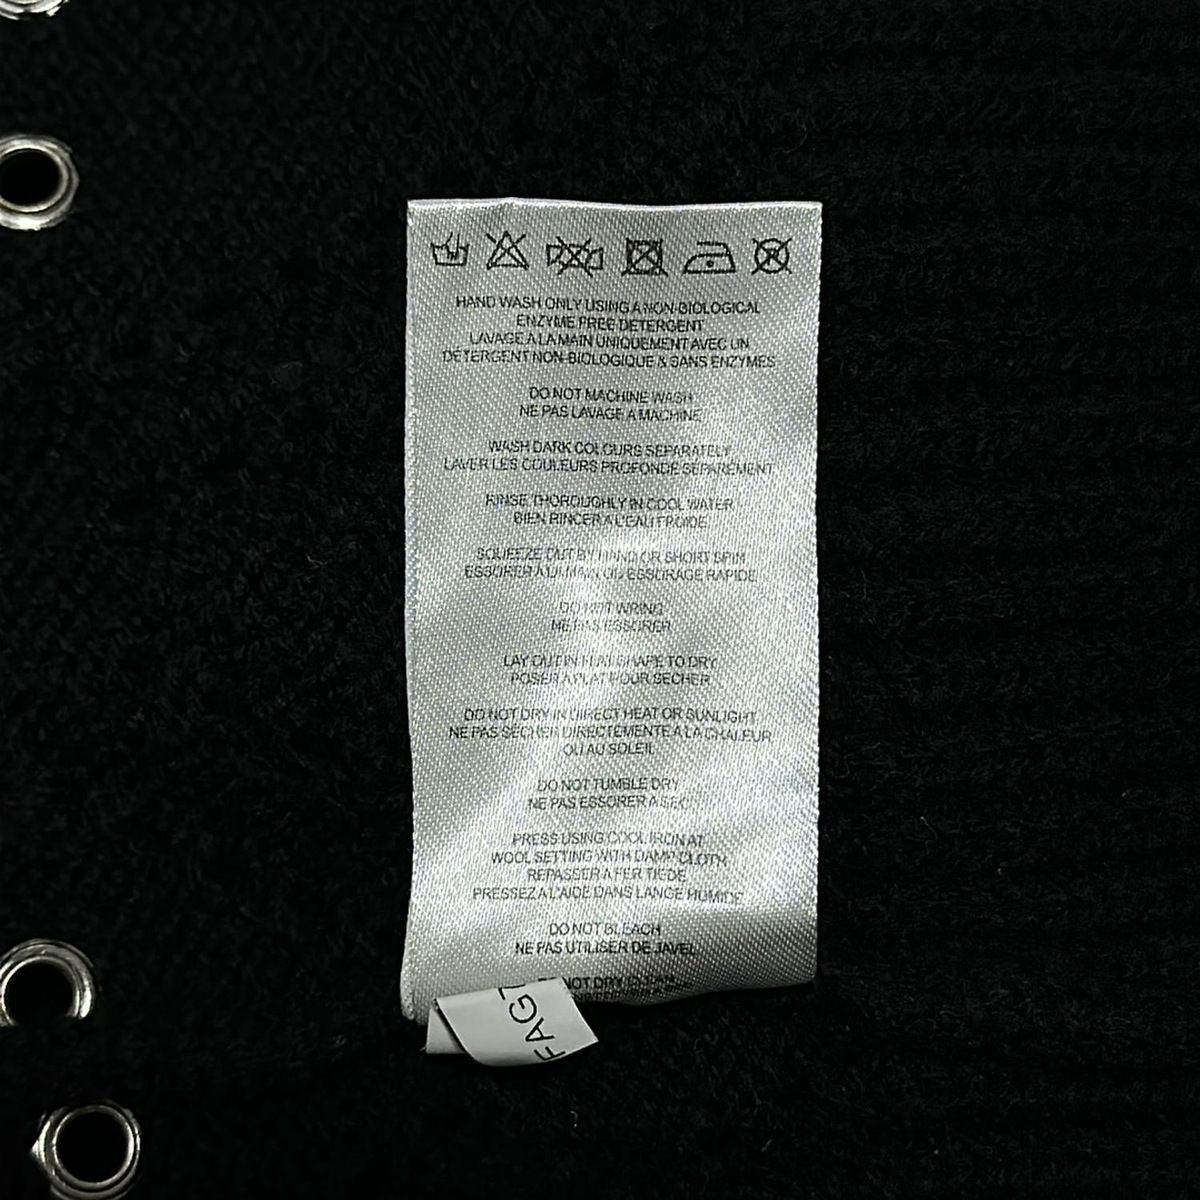 HAND WASH ONLY USING A NON-BIOLOGICAL
ENZYME FREE DETERGENT
LAVAGE A LA MAIN UNIQUEMENT AVEC UN
DETERGENT NON-BIOLOGIQUE & SANS ENZYMES
DO NOT MACHINE WASH
NE PAS LAVAGE A MACHINE
WASH DARK COLOURS SEPARATELY
LAVER LES COULEURS PROFONDE SEPAREMENT
RINSE THOROUGHLY IN COOL WATER
BIEN RINCER A L'EAU FROIDE
SQUEEZE OUT BY HAND OR SHORT SPIN
ESSORER A LA MAIN OU ESSORAGE RAPIDE
DO NOT WRING
NE PAS ESSORER
LAY OUT IN FLAT SHAPE TO DRY
POSER A PLAT POUR SECHER
DO NOT DRY IN DIRECT HEAT OR SUNLIGHT
NE PAS SECHER DIRECTEMENTE A LA CHALEUR
OU AU SOLEIL
DO NOT TUMBLE DRY
NE PAS ESSORER A SEC
PRESS USING COOL IRON AT
WOOL SETTING WITH DAMP CLOTH
REPASSER A FER TIEDE
PRESSEZ A L'AIDE DANS LANGE HUMIDE
DO NOT BLEACH
NE PAS UTILISER DE JAVEL
NOT DRY
FAGT